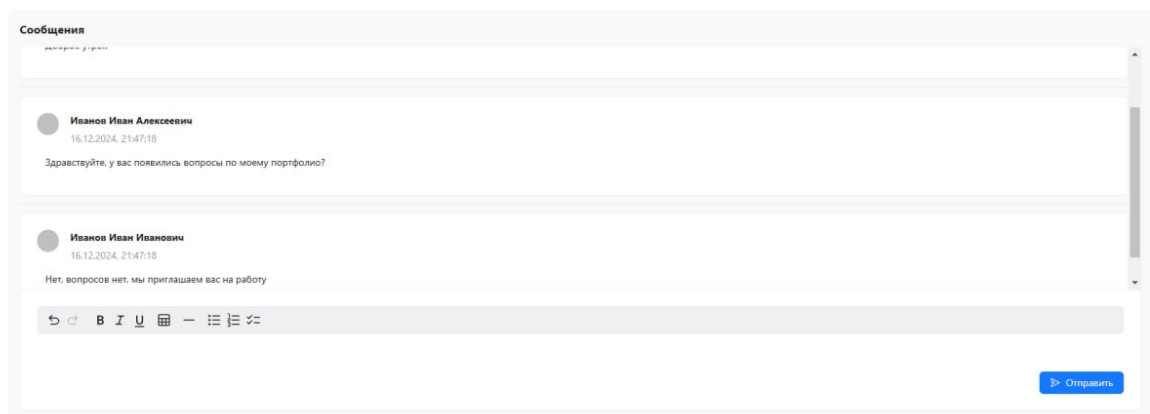 Сообщения
Иванов Иван Алексеевич
16.12.2024, 21:47:18
Здравствуйте, у вас появились вопросы по моему портфолио?
Иванов Иван Иванович
16.12.2024, 21:47:18
Нет, вопросов нет, мы приглашаем вас на работу
B I U
Отправить